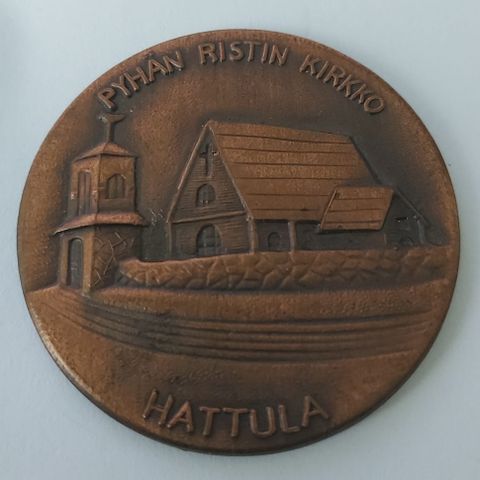 PYHÄN RISTIN KIRKKO
HATTULA